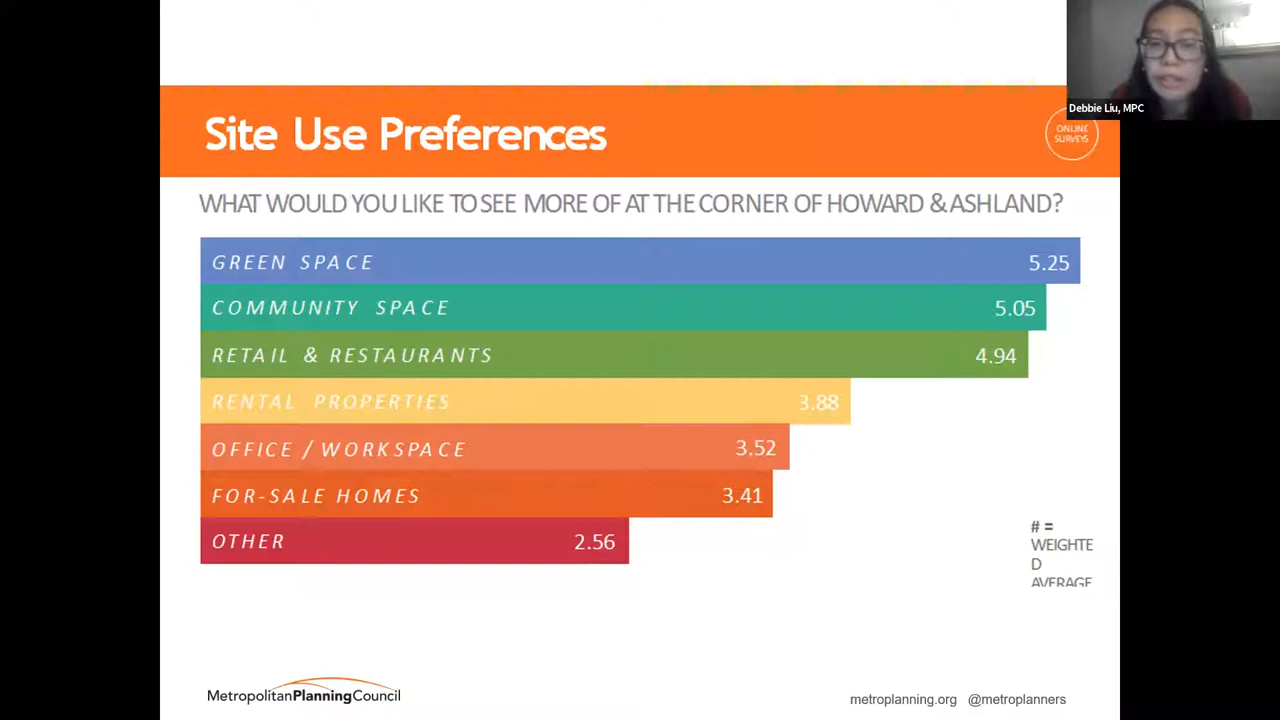 Debbie Liu, MPC
Site Use Preferences
ONLINE
SURVEYS
WHAT WOULD YOU LIKE TO SEE MORE OF AT THE CORNER OF HOWARD & ASHLAND?
GREEN SPACE 5.25
COMMUNITY SPACE 5.05
RETAIL & RESTAURANTS 4.94
RENTAL PROPERTIES 3.88
OFFICE / WORKSPACE 3.52
FOR-SALE HOMES 3.41
OTHER 2.56
# =
WEIGHTE
D
AVERAGE
MetropolitanPlanningCouncil
metroplanning.org @metroplanners